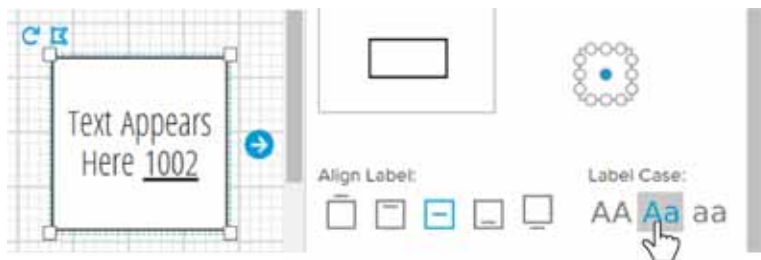 Text Appears
Here 1002
Align Label:
Label Case:
AA Aa aa